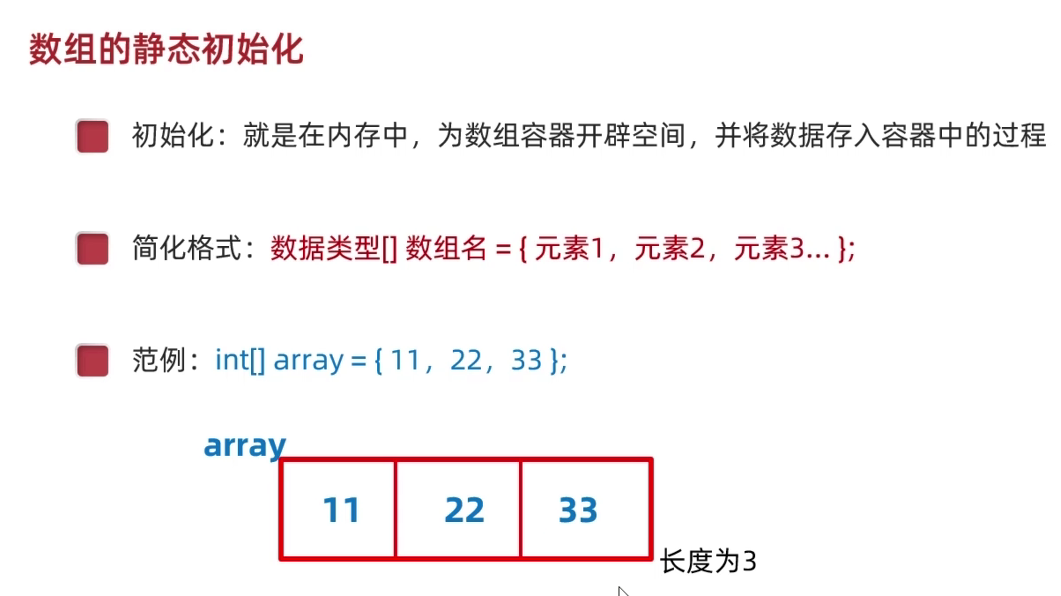 数组的静态初始化
初始化：就是在内存中，为数组容器开辟空间，并将数据存入容器中的过程
简化格式：数据类型[] 数组名 = { 元素1，元素2，元素3... };
范例：int[] array = { 11，22，33 };
array
11 22 33
长度为3